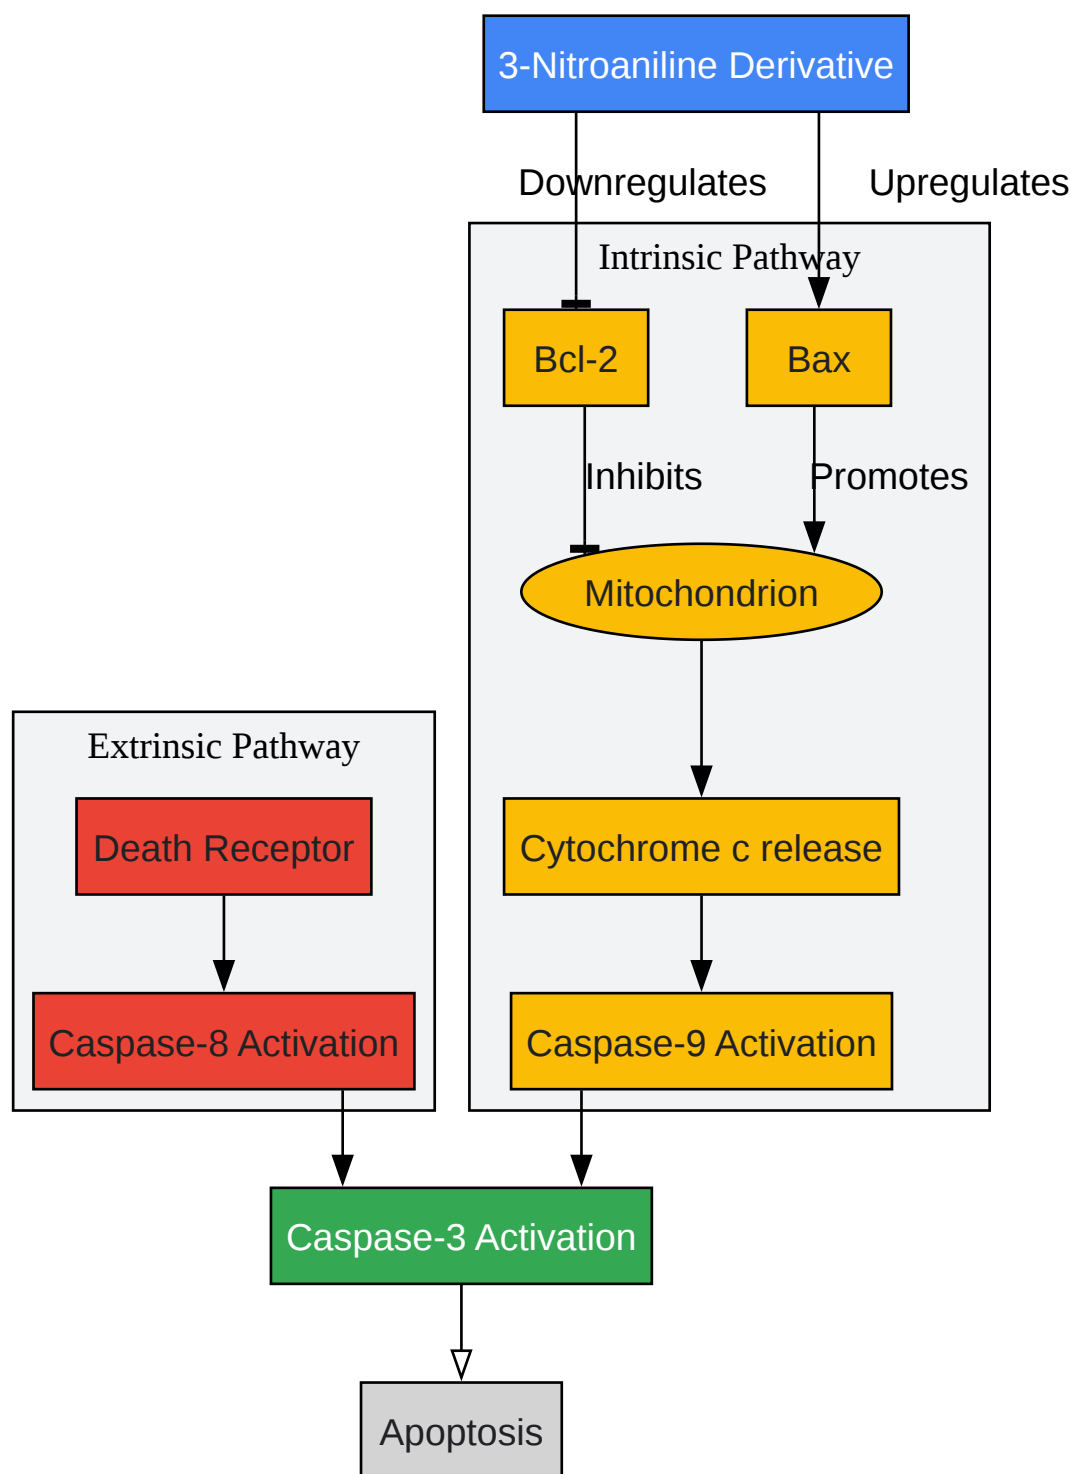 3-Nitroaniline Derivative
Downregulates
Upregulates
Intrinsic Pathway
Bcl-2
Bax
Inhibits
Promotes
Mitochondrion
Extrinsic Pathway
Death Receptor
Cytochrome c release
Caspase-8 Activation
Caspase-9 Activation
Caspase-3 Activation
Apoptosis